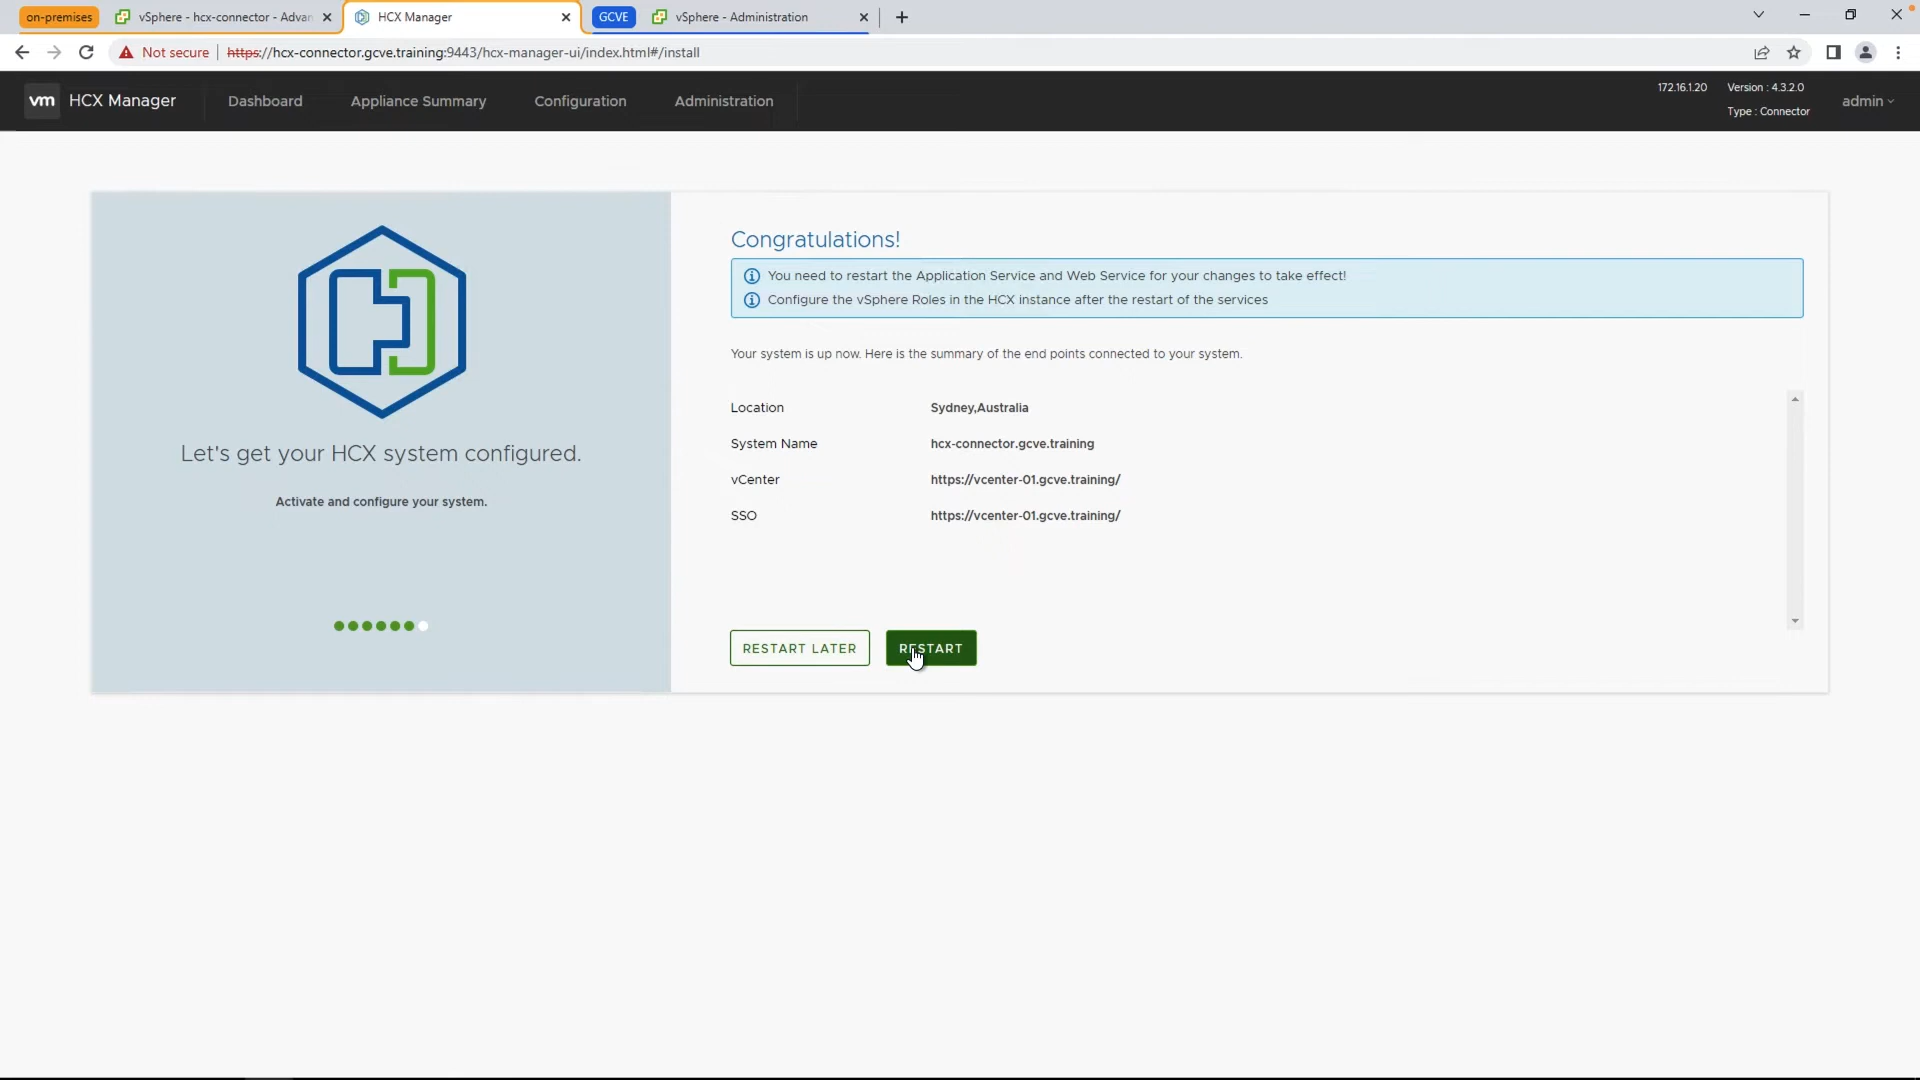 on-premises
vSphere - hcx-connector - Advan
HCX Manager
GCVE
vSphere - Administration
Not secure
https://hcx-connector.gcve.training:9443/hcx-manager-ui/index.html#/install
vm
HCX Manager
Dashboard
Appliance Summary
Configuration
Administration
172.16.1.20
Version : 4.3.2.0
Type : Connector
admin
Let's get your HCX system configured.
Activate and configure your system.
Congratulations!
You need to restart the Application Service and Web Service for your changes to take effect!
Configure the vSphere Roles in the HCX instance after the restart of the services
Your system is up now. Here is the summary of the end points connected to your system.
Location Sydney,Australia
System Name hcx-connector.gcve.training
vCenter https://vcenter-01.gcve.training/
SSO https://vcenter-01.gcve.training/
RESTART LATER
RESTART